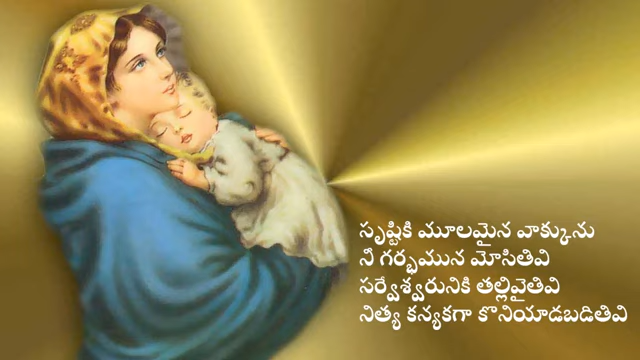 సృష్టికి మూలమైన వాక్కును
నీ గర్భమున మోసితివి
సర్వేశ్వరునికి తల్లివైతివి
నిత్య కన్యకగా కొనియాడబడితివి